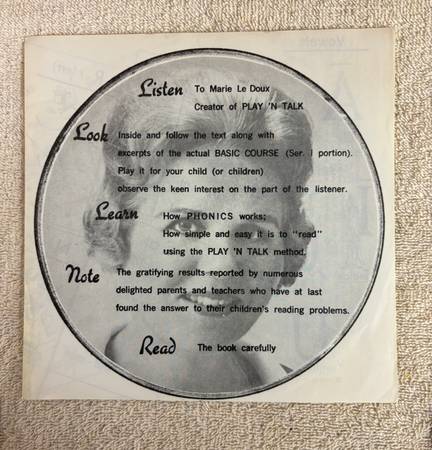 Listen To Marie Le Doux
Creator of PLAY 'N TALK
Look Inside and follow the text along with
excerpts of the actual BASIC COURSE (Ser. I portion).
Play it for your child (or children)
observe the keen interest on the part of the listener.
Learn How PHONICS works;
How simple and easy it is to "read"
using the PLAY 'N TALK method.
Note The gratifying results reported by numerous
delighted parents and teachers who have at last
found the answer to their children's reading problems.
Read The book carefully